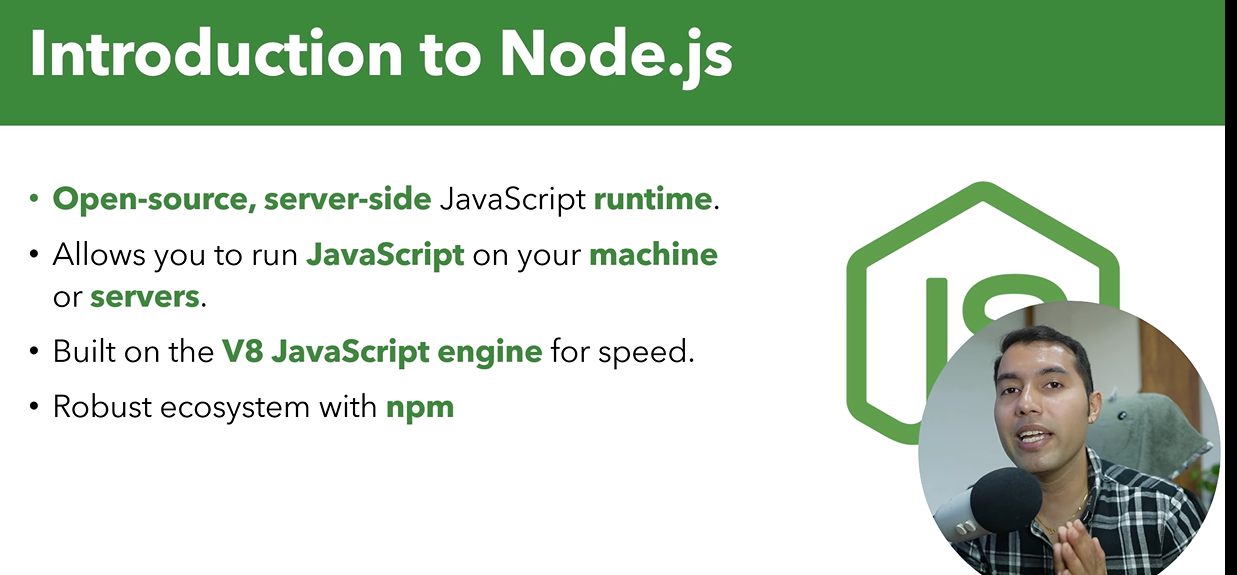 Introduction to Node.js
• Open-source, server-side JavaScript runtime.
• Allows you to run JavaScript on your machine
or servers.
• Built on the V8 JavaScript engine for speed.
• Robust ecosystem with npm
JS